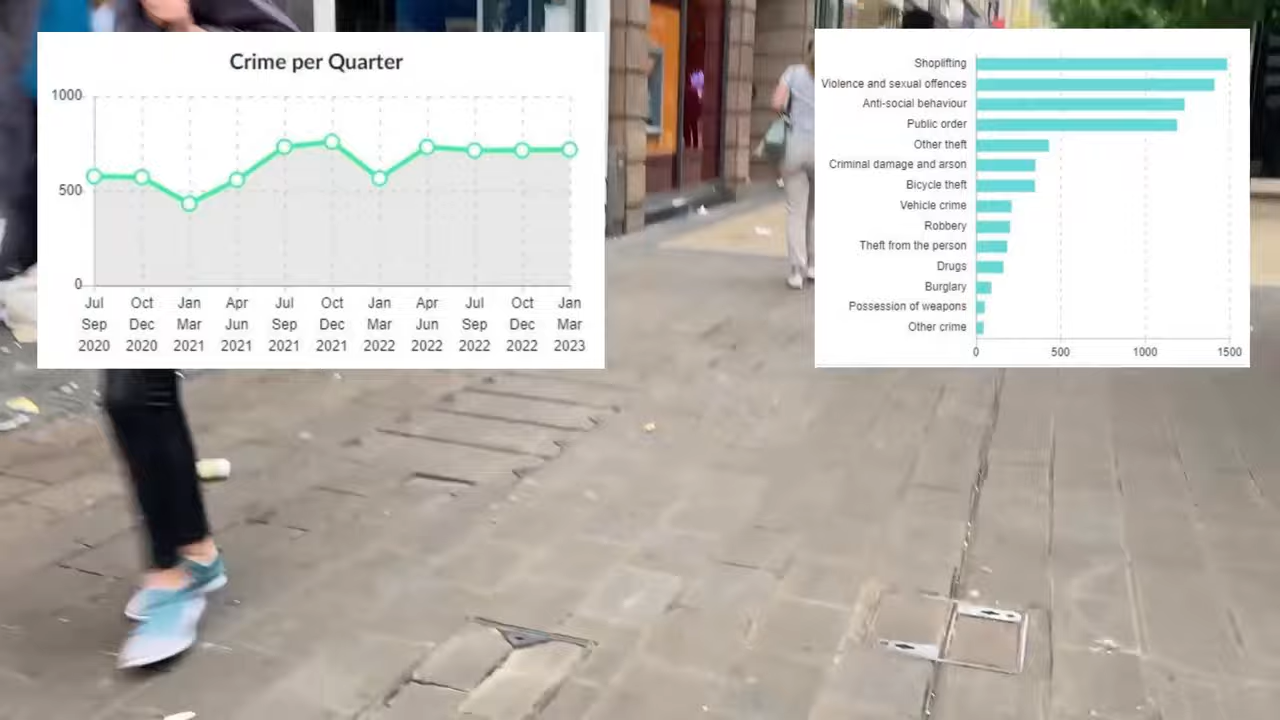 Crime per Quarter
1000
500
0
Jul Oct Jan Apr Jul Oct Jan Apr Jul Oct Jan
Sep Dec Mar Jun Sep Dec Mar Jun Sep Dec Mar
2020 2020 2021 2021 2021 2021 2022 2022 2022 2022 2023
Shoplifting
Violence and sexual offences
Anti-social behaviour
Public order
Other theft
Criminal damage and arson
Bicycle theft
Vehicle crime
Robbery
Theft from the person
Drugs
Burglary
Possession of weapons
Other crime
0 500 1000 1500